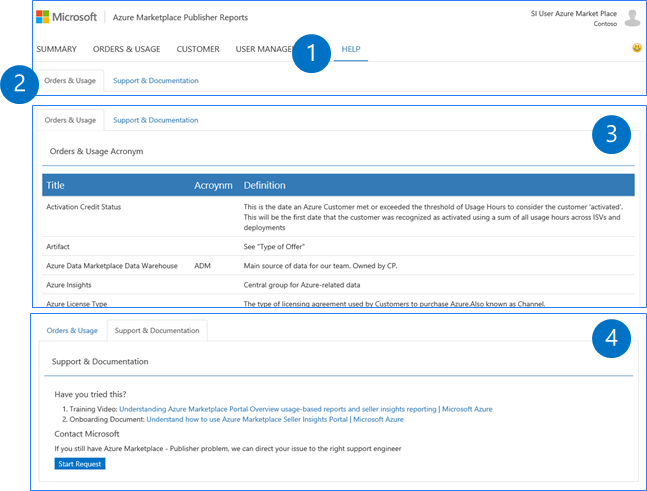 Microsoft
Azure Marketplace Publisher Reports
SI User Azure Market Place
Contoso
SUMMARY ORDERS & USAGE CUSTOMER USER MANAGE 1 HELP
2 Orders & Usage Support & Documentation
Orders & Usage Support & Documentation
3
Orders & Usage Acronym
Title Acroynm Definition
Activation Credit Status This is the date an Azure Customer met or exceeded the threshold of Usage Hours to consider the customer 'activated'.
This will be the first date that the customer was recognized as activated using a sum of all usage hours across ISVs and
deployments
Artifact See "Type of Offer"
Azure Data Marketplace Data Warehouse ADM Main source of data for our team. Owned by CP.
Azure Insights Central group for Azure-related data
Azure License Type The type of licensing agreement used by Customers to purchase Azure.Also known as Channel.
Orders & Usage Support & Documentation
4
Support & Documentation
Have you tried this?
1. Training Video: Understanding Azure Marketplace Portal Overview usage-based reports and seller insights reporting | Microsoft Azure
2. Onboarding Document: Understand how to use Azure Marketplace Seller Insights Portal | Microsoft Azure
Contact Microsoft
If you still have Azure Marketplace - Publisher problem, we can direct your issue to the right support engineer
Start Request